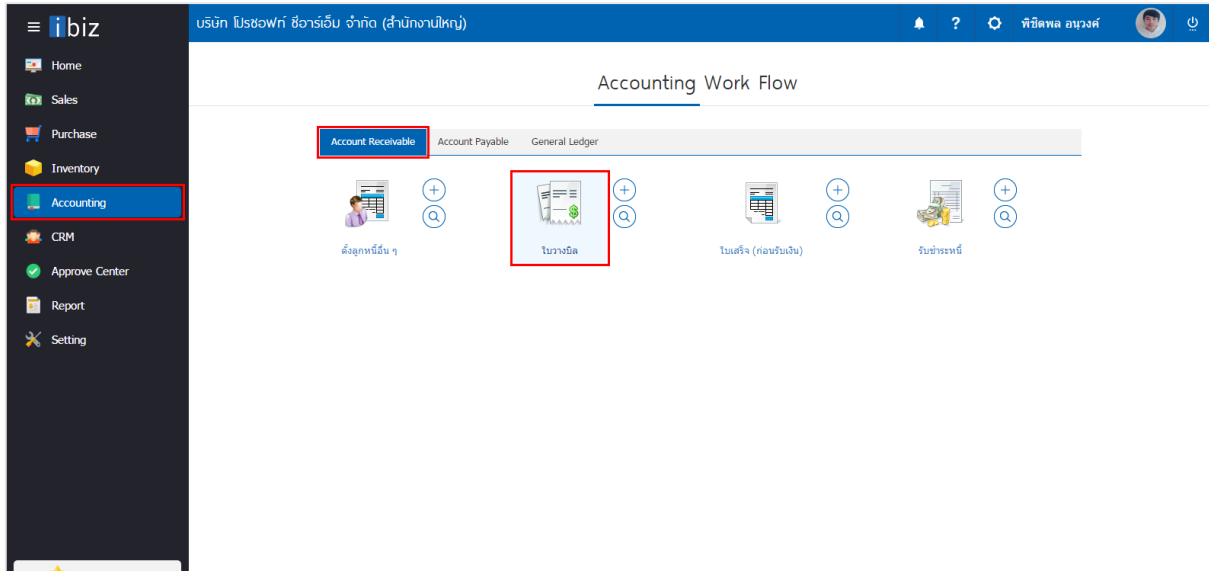 ≡ ibiz
บริษัท โปรซอฟท์ ซีอาร์เอ็ม จำกัด (สำนักงานใหญ่)
? พิชิตพล อนุวงค์
Home
Sales
Purchase
Inventory
Accounting
CRM
Approve Center
Report
Setting
Accounting Work Flow
Account Receivable Account Payable General Ledger
ตั้งลูกหนี้อื่น ๆ ใบวางบิล ใบเสร็จ (ก่อนรับเงิน) รับชำระหนี้